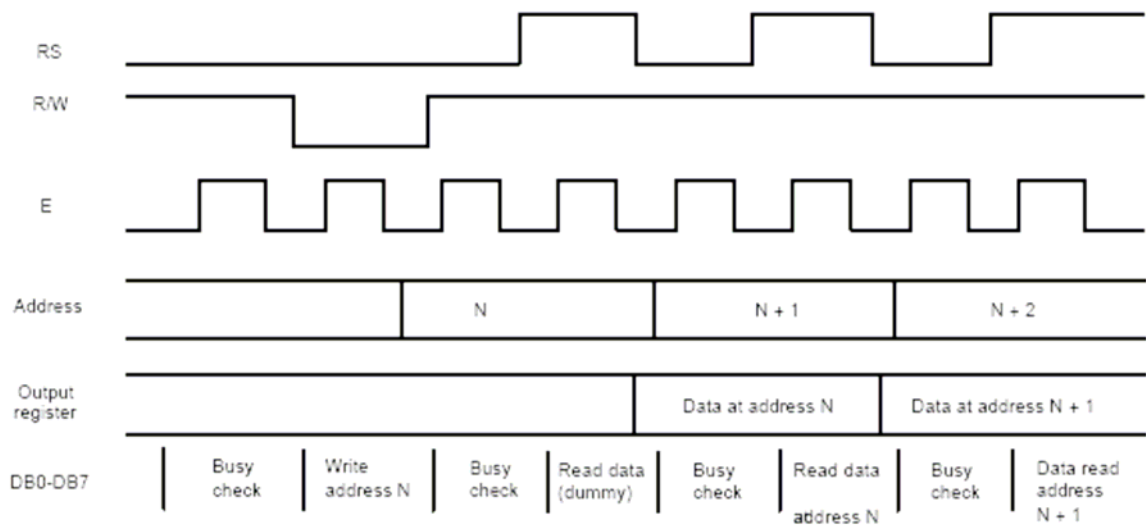 RS
R/W
E
Address
N
N + 1
N + 2
Output
register
Data at address N
Data at address N + 1
DB0-DB7
Busy
check
Write
address N
Busy
check
Read data
(dummy)
Busy
check
Read data
address N
Busy
check
Data read
address
N + 1